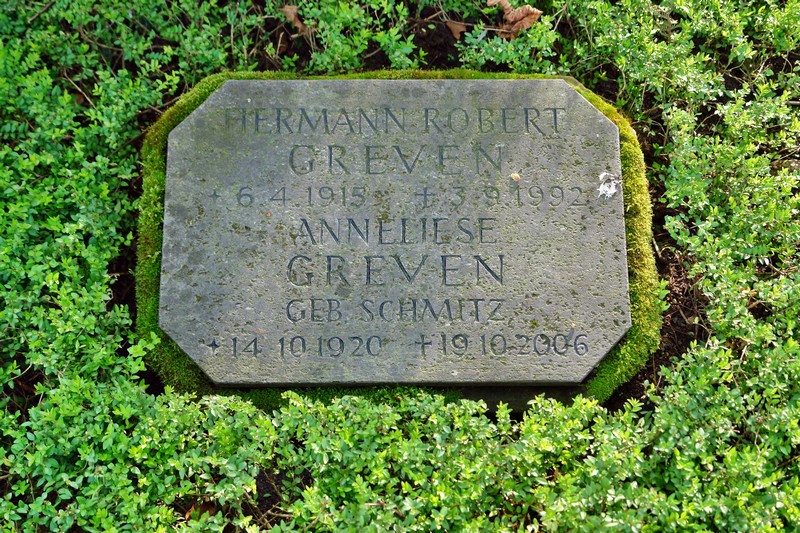 HERMANN ROBERT
GREVEN
✦ 6·4·1915 ✝ 3·9·1992
ANNELIESE
GREVEN
GEB·SCHMITZ
✦ 14·10·1920 ✝ 19·10·2006